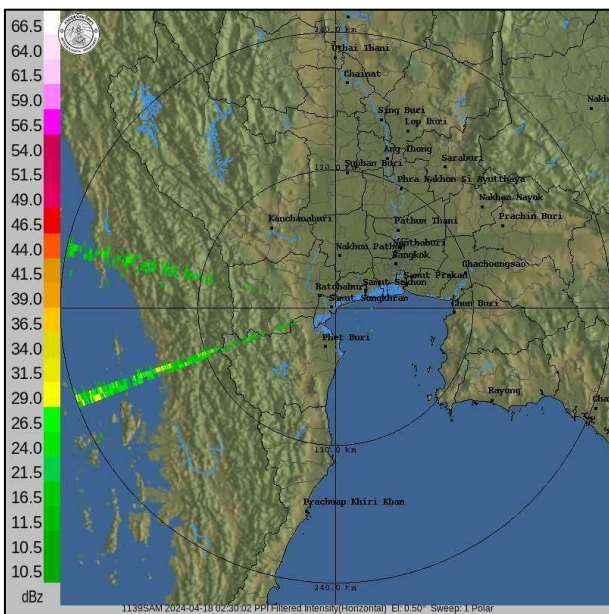 66.5
64.0
61.5
59.0
56.5
54.0
51.5
49.0
46.5
44.0
41.5
39.0
36.5
34.0
31.5
29.0
26.5
24.0
21.5
19.0
16.5
14.0
11.5
10.5
dBz
240.0 km
Uthai Thani
Chainat
Nakh
Sing Buri
Lop Buri
Ang Thong
Suphan Buri
120.0 km
Saraburi
Phra Nakhon Si Ayutthaya
Nakhon Nayok
Prachin Buri
Kanchanaburi
Pathum Thani
Nonthaburi
Nakhon Pathom
Bangkok
Chachoengsao
Samut Prakan
Samut Sakhon
Ratchaburi
Samut Songkhram
Chon Buri
Phet Buri
Rayong
Cha
120.0 km
Prachuap Khiri Khan
240.0 km
1139SAM 2024-04-18 02:30:02 PPI Filtered Intensity(Horizontal) El: 0.50° Sweep: 1 Polar